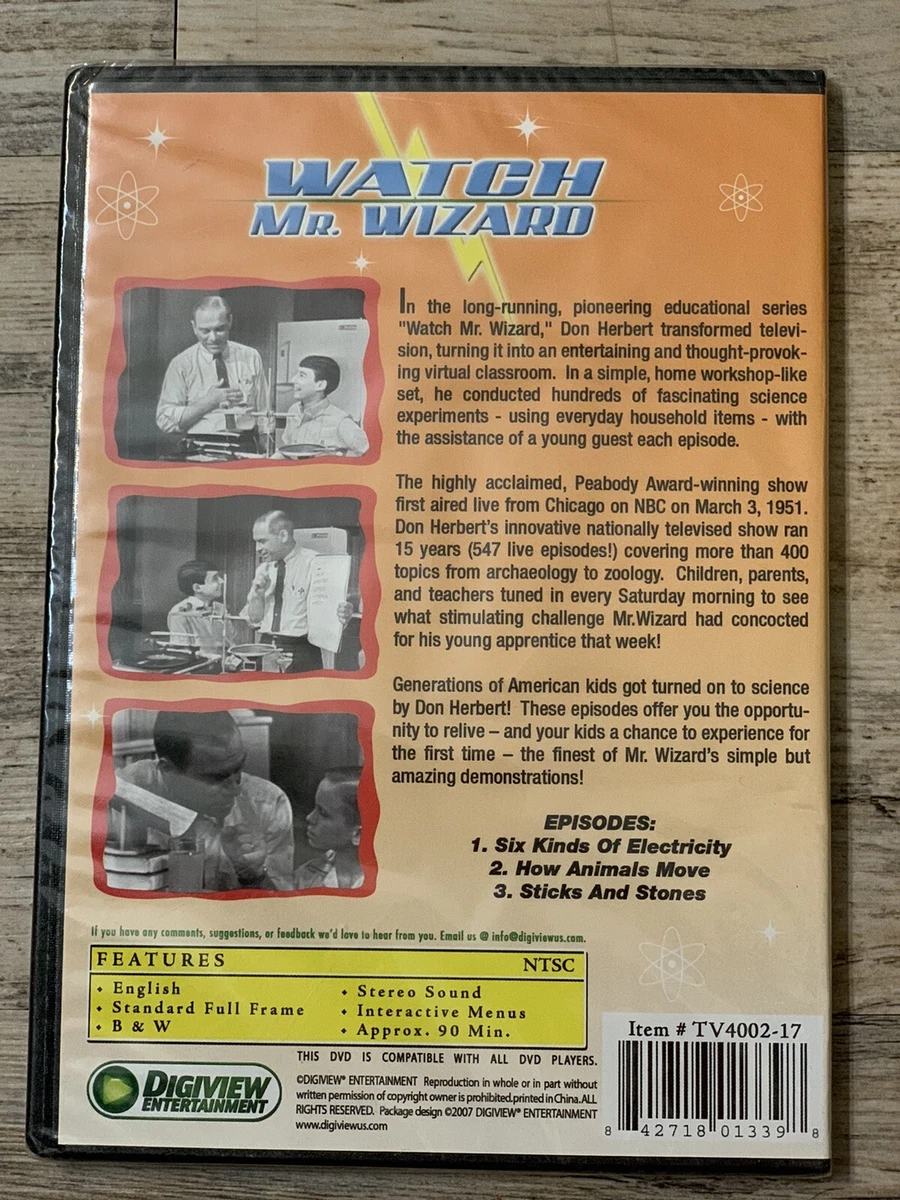 WATCH
MR. WIZARD
In the long-running, pioneering educational series
"Watch Mr. Wizard," Don Herbert transformed televi-
sion, turning it into an entertaining and thought-provok-
ing virtual classroom. In a simple, home workshop-like
set, he conducted hundreds of fascinating science
experiments - using everyday household items - with
the assistance of a young guest each episode.
The highly acclaimed, Peabody Award-winning show
first aired live from Chicago on NBC on March 3, 1951.
Don Herbert's innovative nationally televised show ran
15 years (547 live episodes!) covering more than 400
topics from archaeology to zoology. Children, parents,
and teachers tuned in every Saturday morning to see
what stimulating challenge Mr.Wizard had concocted
for his young apprentice that week!
Generations of American kids got turned on to science
by Don Herbert! These episodes offer you the opportu-
nity to relive – and your kids a chance to experience for
the first time – the finest of Mr. Wizard's simple but
amazing demonstrations!
EPISODES:
1. Six Kinds Of Electricity
2. How Animals Move
3. Sticks And Stones
If you have any comments, suggestions, or feedback we'd love to hear from you. Email us @ info@digiviewus.com.
FEATURES NTSC
• English
• Standard Full Frame
• B & W
• Stereo Sound
• Interactive Menus
• Approx. 90 Min.
THIS DVD IS COMPATIBLE WITH ALL DVD PLAYERS.
DIGIVIEW
ENTERTAINMENT
©DIGIVIEW® ENTERTAINMENT Reproduction in whole or in part without
written permission of copyright owner is prohibited.printed in China.ALL
RIGHTS RESERVED. Package design ©2007 DIGIVIEW® ENTERTAINMENT
www.digiviewus.com
Item # TV4002-17
8 42718 01339 8